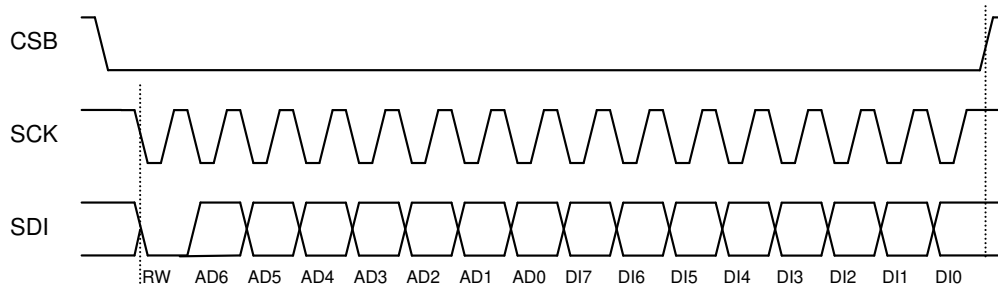 CSB
SCK
SDI
RW AD6 AD5 AD4 AD3 AD2 AD1 AD0 DI7 DI6 DI5 DI4 DI3 DI2 DI1 DI0